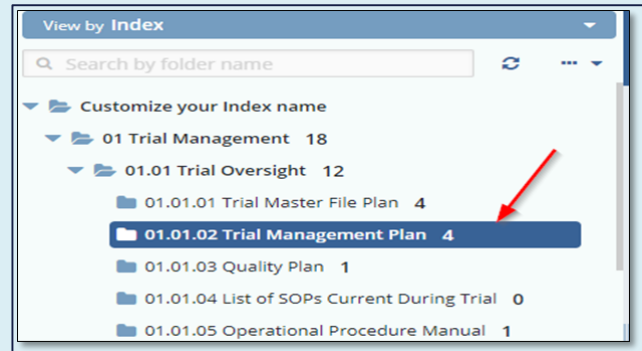 View by Index
Search by folder name
Customize your Index name
01 Trial Management 18
01.01 Trial Oversight 12
01.01.01 Trial Master File Plan 4
01.01.02 Trial Management Plan 4
01.01.03 Quality Plan 1
01.01.04 List of SOPs Current During Trial 0
01.01.05 Operational Procedure Manual 1